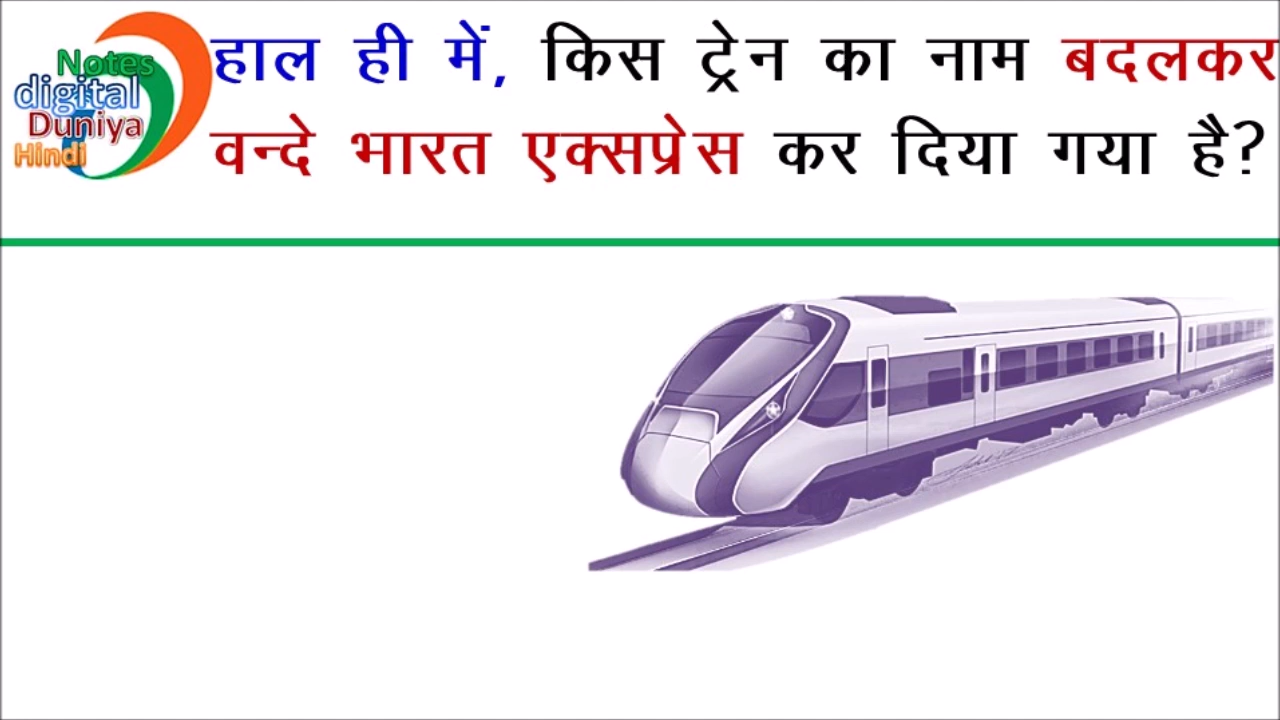 Notes
digital
Duniya
Hindi
हाल ही में, किस ट्रेन का नाम बदलकर
वन्दे भारत एक्सप्रेस कर दिया गया है?